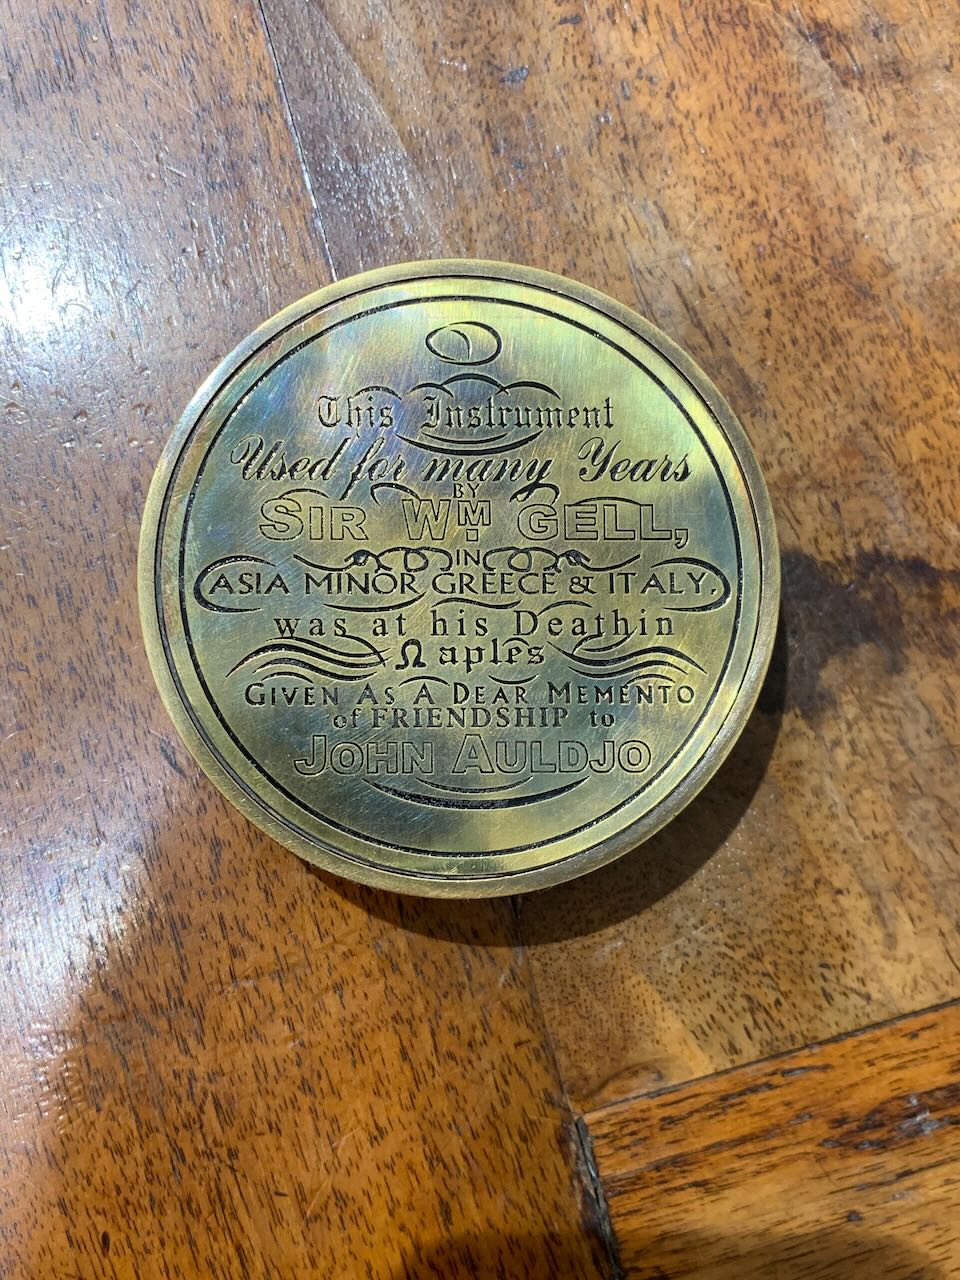 This Instrument
Used for many Years
BY
SIR WM. GELL,
IN
ASIA MINOR GREECE & ITALY,
was at his Deathin
Ωaples
GIVEN AS A DEAR MEMENTO
of FRIENDSHIP to
JOHN AULDJO